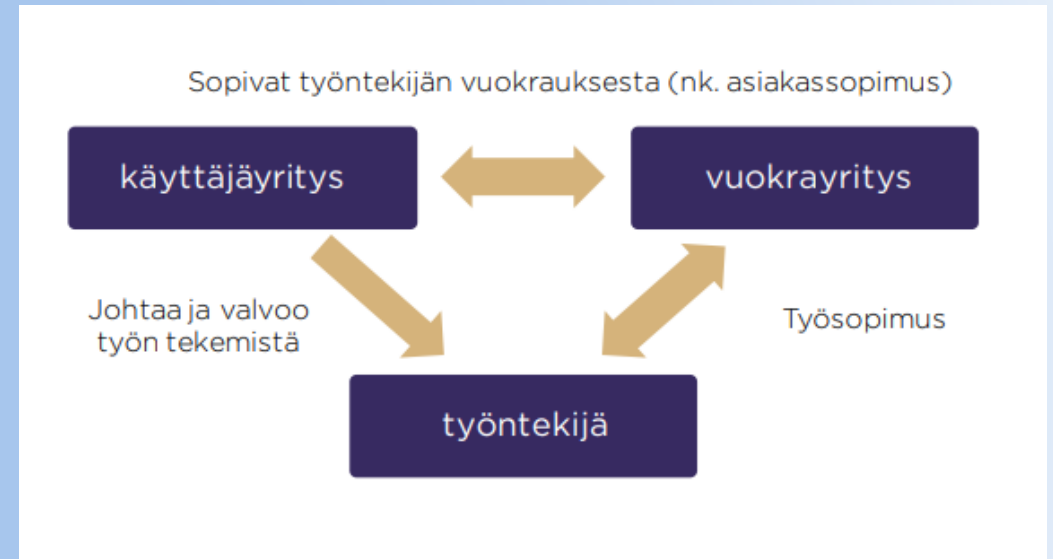 Sopivat työntekijän vuokrauksesta (nk. asiakassopimus)
käyttäjäyritys
vuokrayritys
Johtaa ja valvoo
työn tekemistä
Työsopimus
työntekijä